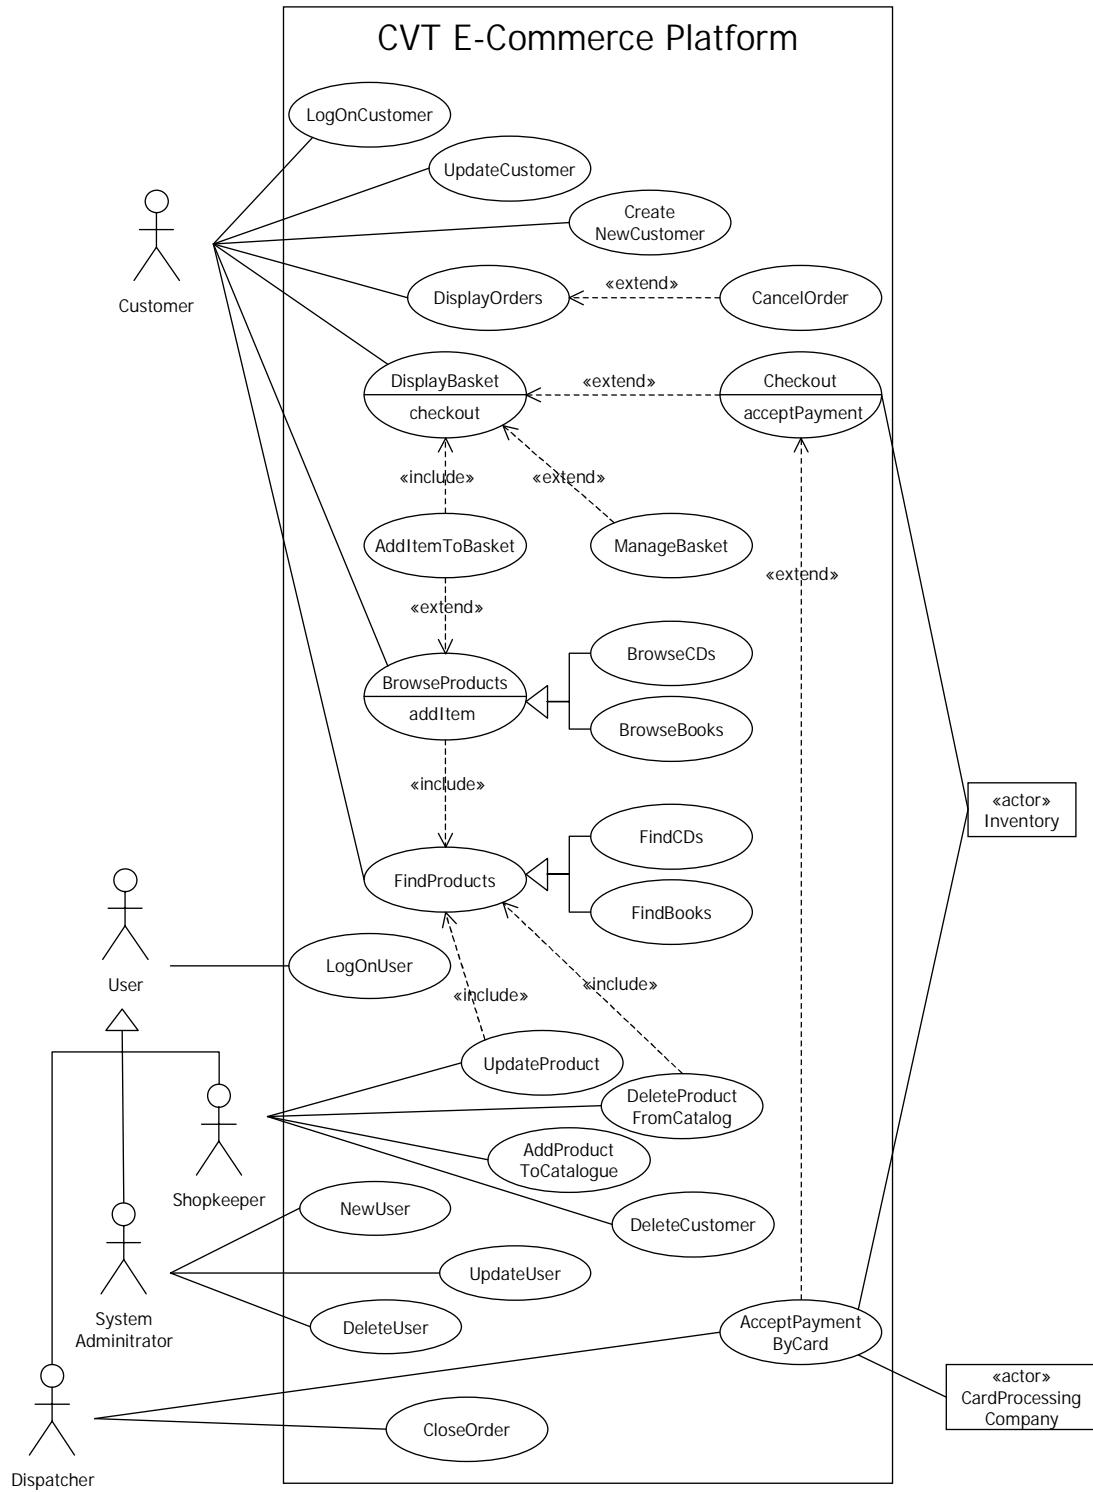 CVT E-Commerce Platform
LogOnCustomer
UpdateCustomer
Create
NewCustomer
Customer
DisplayOrders
«extend»
CancelOrder
DisplayBasket
checkout
«extend»
Checkout
acceptPayment
«include»
«extend»
AddItemToBasket
ManageBasket
«extend»
«extend»
BrowseProducts
addItem
BrowseCDs
BrowseBooks
«include»
«actor»
Inventory
FindProducts
FindCDs
FindBooks
User
LogOnUser
«include»
«include»
UpdateProduct
DeleteProduct
FromCatalog
AddProduct
ToCatalogue
Shopkeeper
NewUser
DeleteCustomer
UpdateUser
System
Adminitrator
DeleteUser
AcceptPayment
ByCard
«actor»
CardProcessing
Company
CloseOrder
Dispatcher